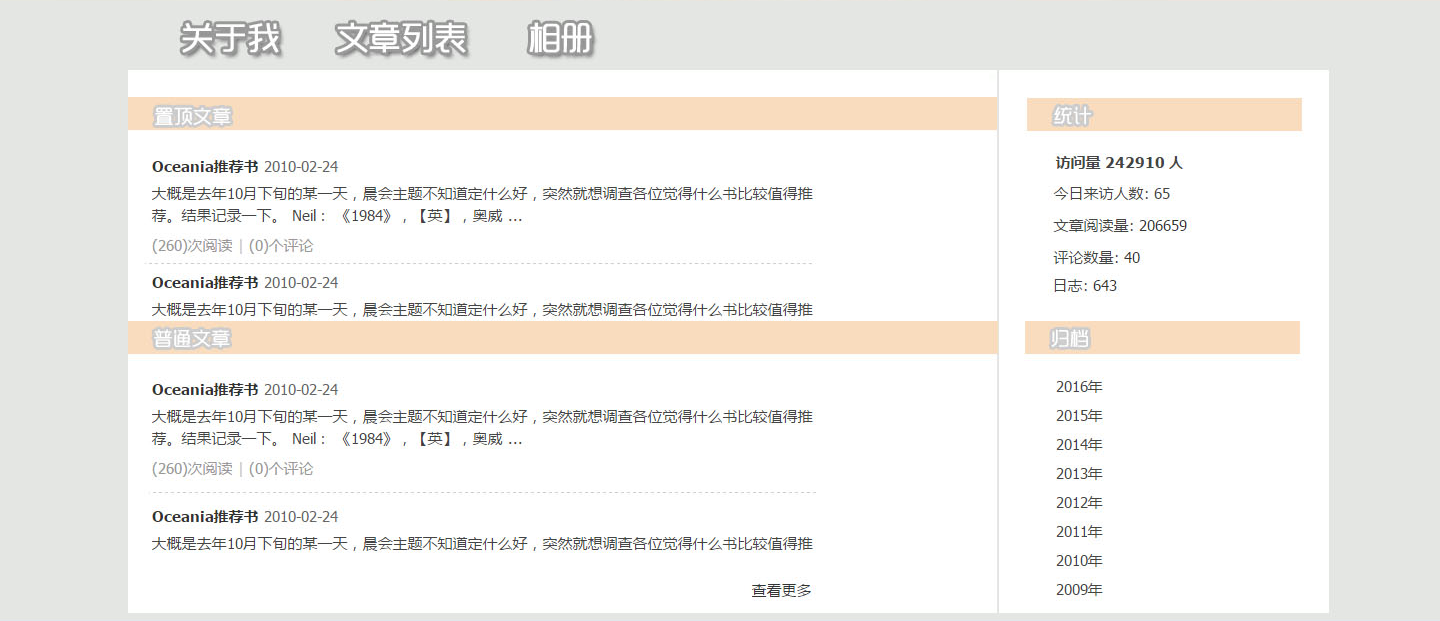 关于我 文章列表 相册
置顶文章
Oceania推荐书 2010-02-24
大概是去年10月下旬的某一天，晨会主题不知道定什么好，突然就想调查各位觉得什么书比较值得推
荐。结果记录一下。 Neil： 《1984》，【英】，奥威 ...
(260)次阅读 | (0)个评论
Oceania推荐书 2010-02-24
大概是去年10月下旬的某一天，晨会主题不知道定什么好，突然就想调查各位觉得什么书比较值得推
普通文章
Oceania推荐书 2010-02-24
大概是去年10月下旬的某一天，晨会主题不知道定什么好，突然就想调查各位觉得什么书比较值得推
荐。结果记录一下。 Neil： 《1984》，【英】，奥威 ...
(260)次阅读 | (0)个评论
Oceania推荐书 2010-02-24
大概是去年10月下旬的某一天，晨会主题不知道定什么好，突然就想调查各位觉得什么书比较值得推
查看更多
统计
访问量 242910 人
今日来访人数: 65
文章阅读量: 206659
评论数量: 40
日志: 643
归档
2016年
2015年
2014年
2013年
2012年
2011年
2010年
2009年